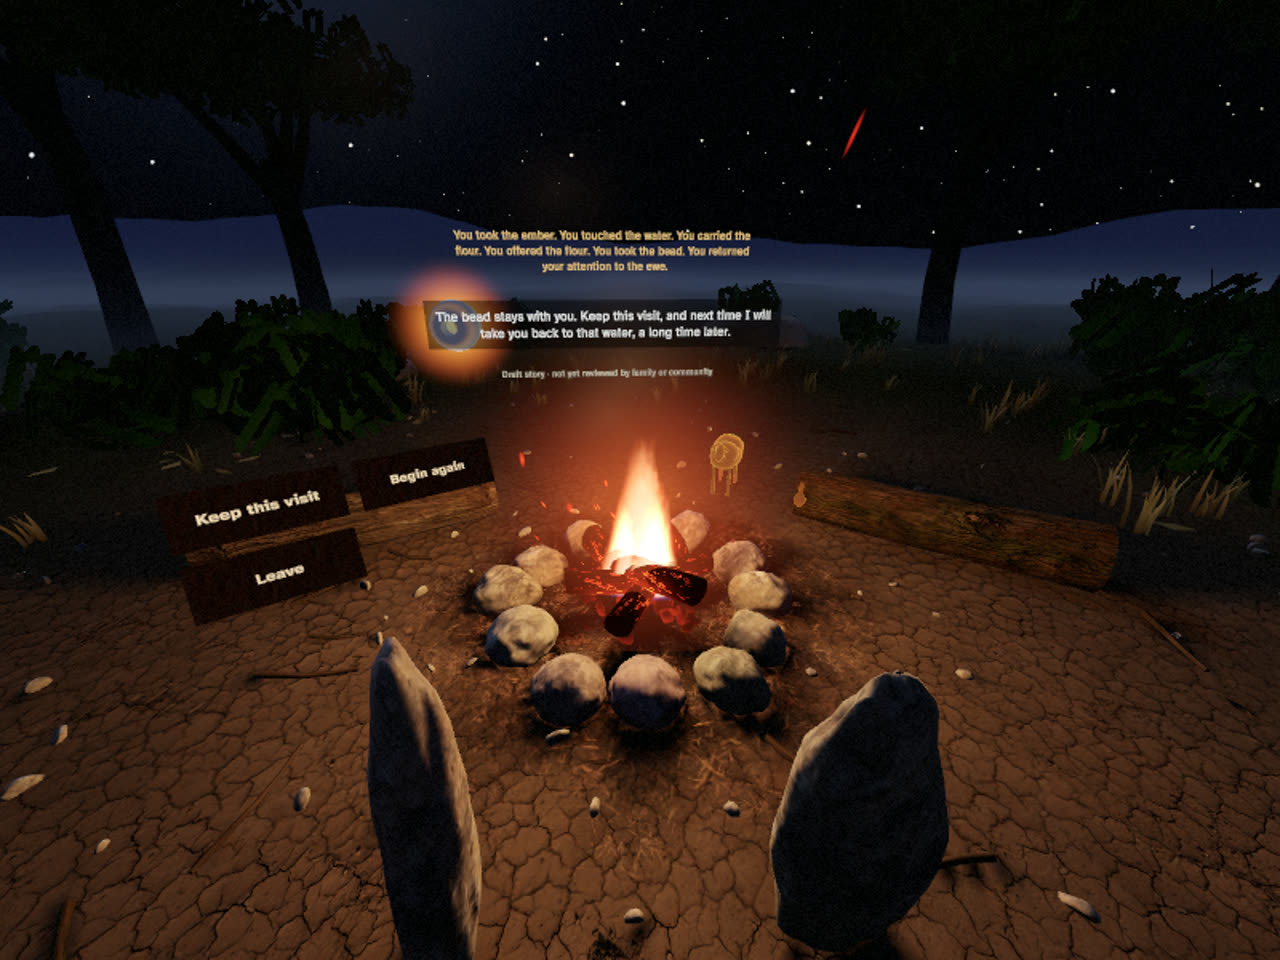 You took the ember. You touched the water. You carried the
flour. You offered the flour. You took the bead. You returned
your attention to the ewe.
The bead stays with you. Keep this visit, and next time I will
take you back to that water, a long time later.
Draft story - not yet reviewed by family or community
Keep this visit
Begin again
Leave